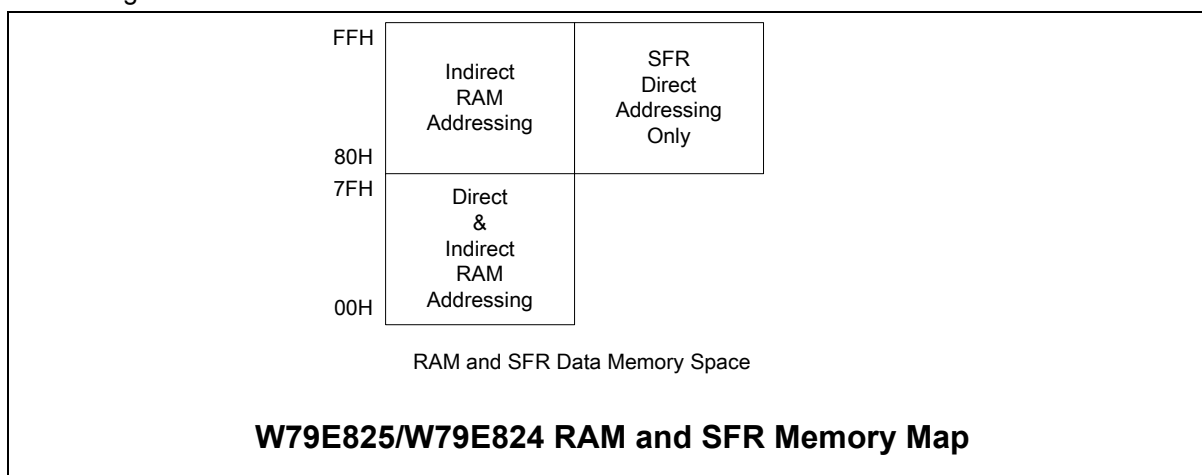 FFH
Indirect
RAM
Addressing
SFR
Direct
Addressing
Only
80H
7FH
Direct
&
Indirect
RAM
Addressing
00H
RAM and SFR Data Memory Space
W79E825/W79E824 RAM and SFR Memory Map